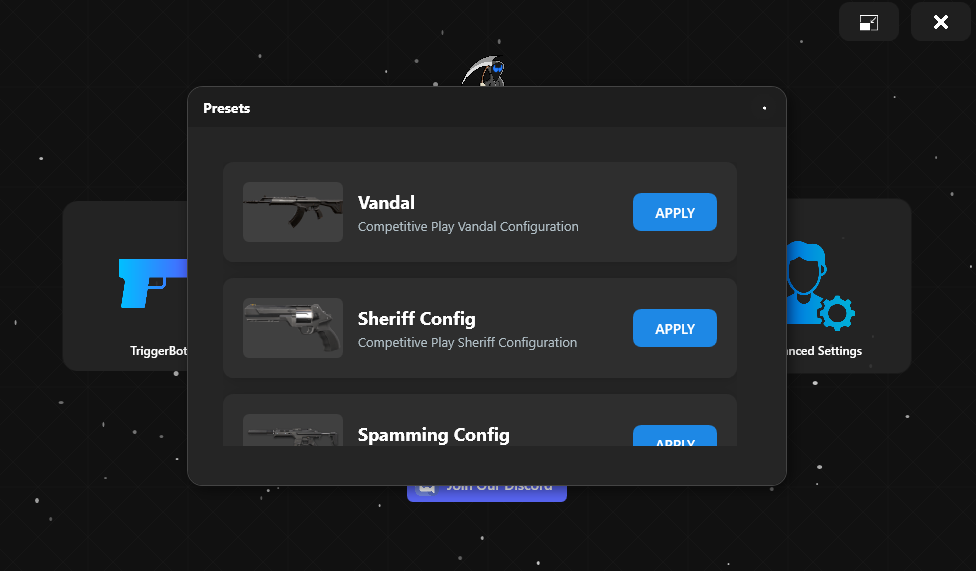 Presets
Vandal
Competitive Play Vandal Configuration
APPLY
Sheriff Config
Competitive Play Sheriff Configuration
APPLY
Spamming Config
APPLY
TriggerBot
Settings
Join Our Discord